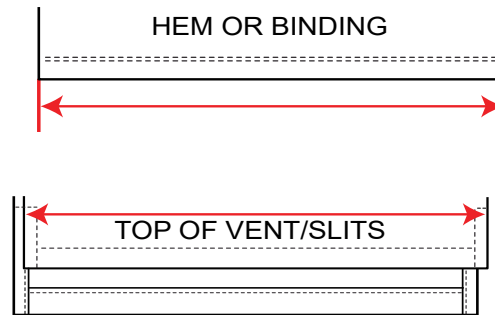 HEM OR BINDING
TOP OF VENT/SLITS